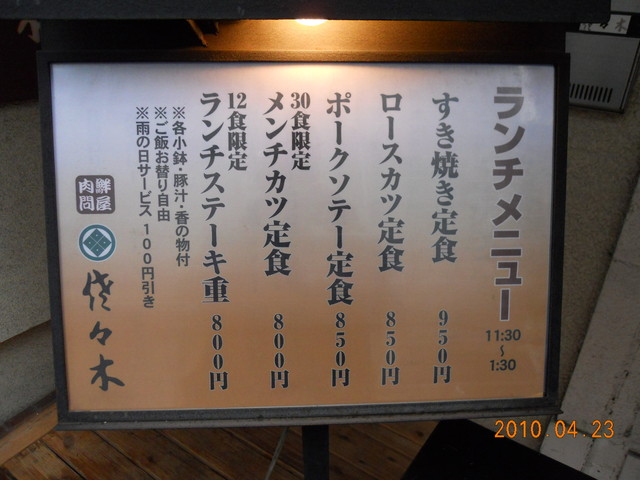 ランチメニュー
11:30
〜
1:30
すき焼き定食 950円
ロースカツ定食 850円
ポークソテー定食 850円
30食限定
メンチカツ定食 800円
12食限定
ランチステーキ重 800円
※各小鉢・豚汁・香の物付
※ご飯お替り自由
※雨の日サービス100円引き
鮮屋
肉問
佐々木
2010.04.23